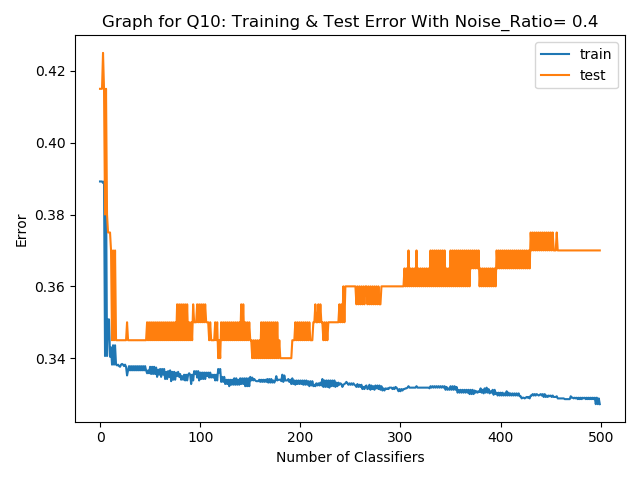 Graph for Q10: Training & Test Error With Noise_Ratio= 0.4
train
test
0.42
0.40
0.38
0.36
0.34
Error
0 100 200 300 400 500
Number of Classifiers